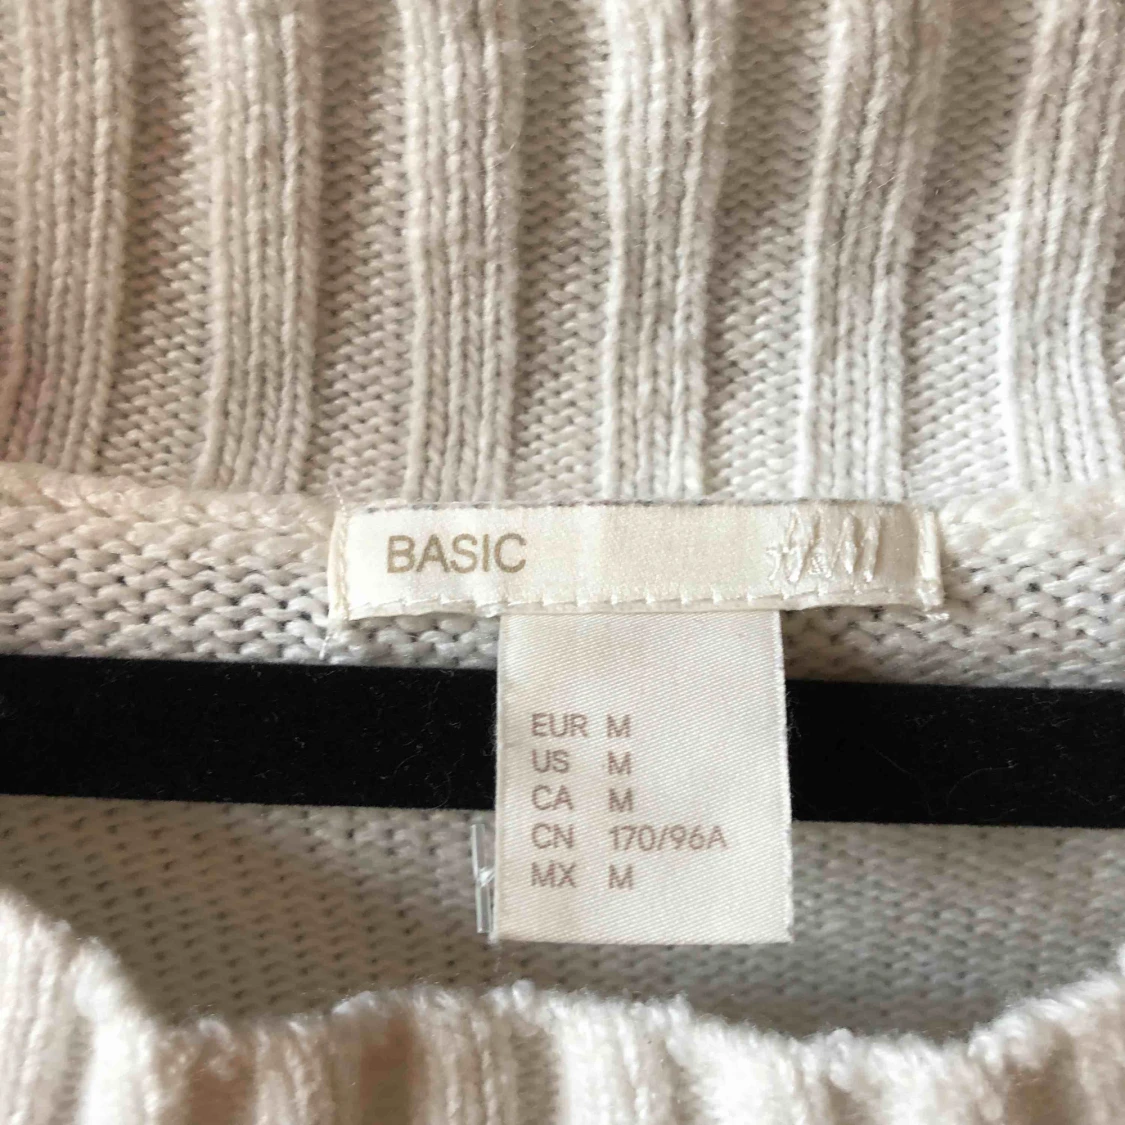 BASIC H&M
EUR M
US M
CA M
CN 170/96A
MX M